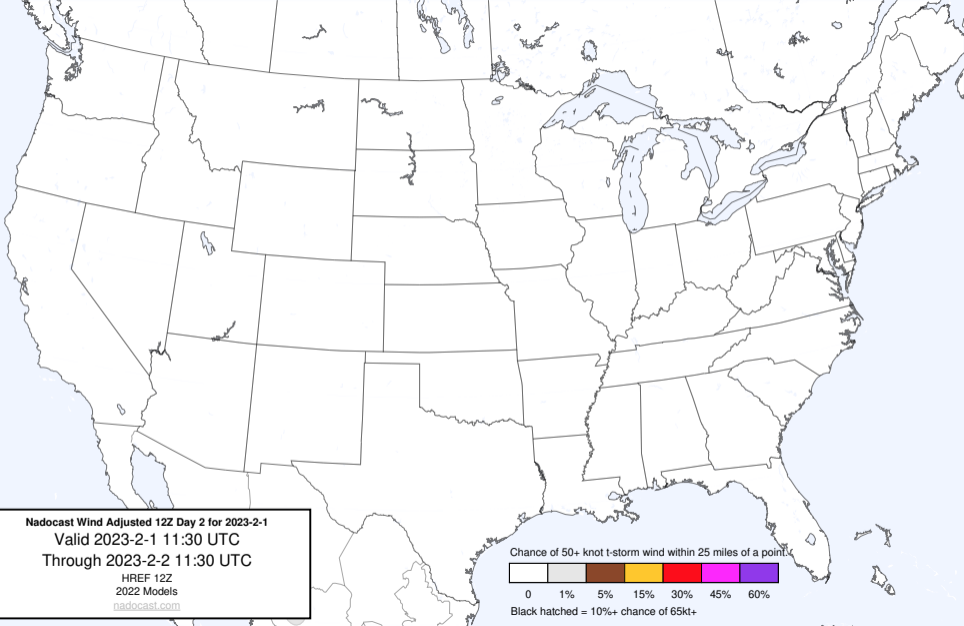 Nadocast Wind Adjusted 12Z Day 2 for 2023-2-1
Valid 2023-2-1 11:30 UTC
Through 2023-2-2 11:30 UTC
HREF 12Z
2022 Models
nadocast.com
Chance of 50+ knot t-storm wind within 25 miles of a point.
0 1% 5% 15% 30% 45% 60%
Black hatched = 10%+ chance of 65kt+